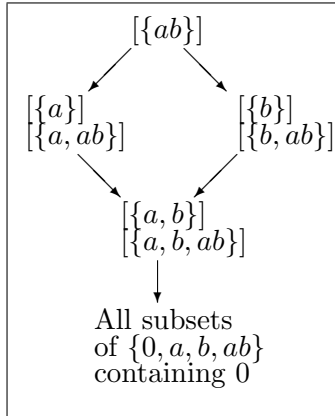 [{ab}]
[{a}]
[{a, ab}]
[{b}]
[{b, ab}]
[{a, b}]
[{a, b, ab}]
All subsets
of {0, a, b, ab}
containing 0